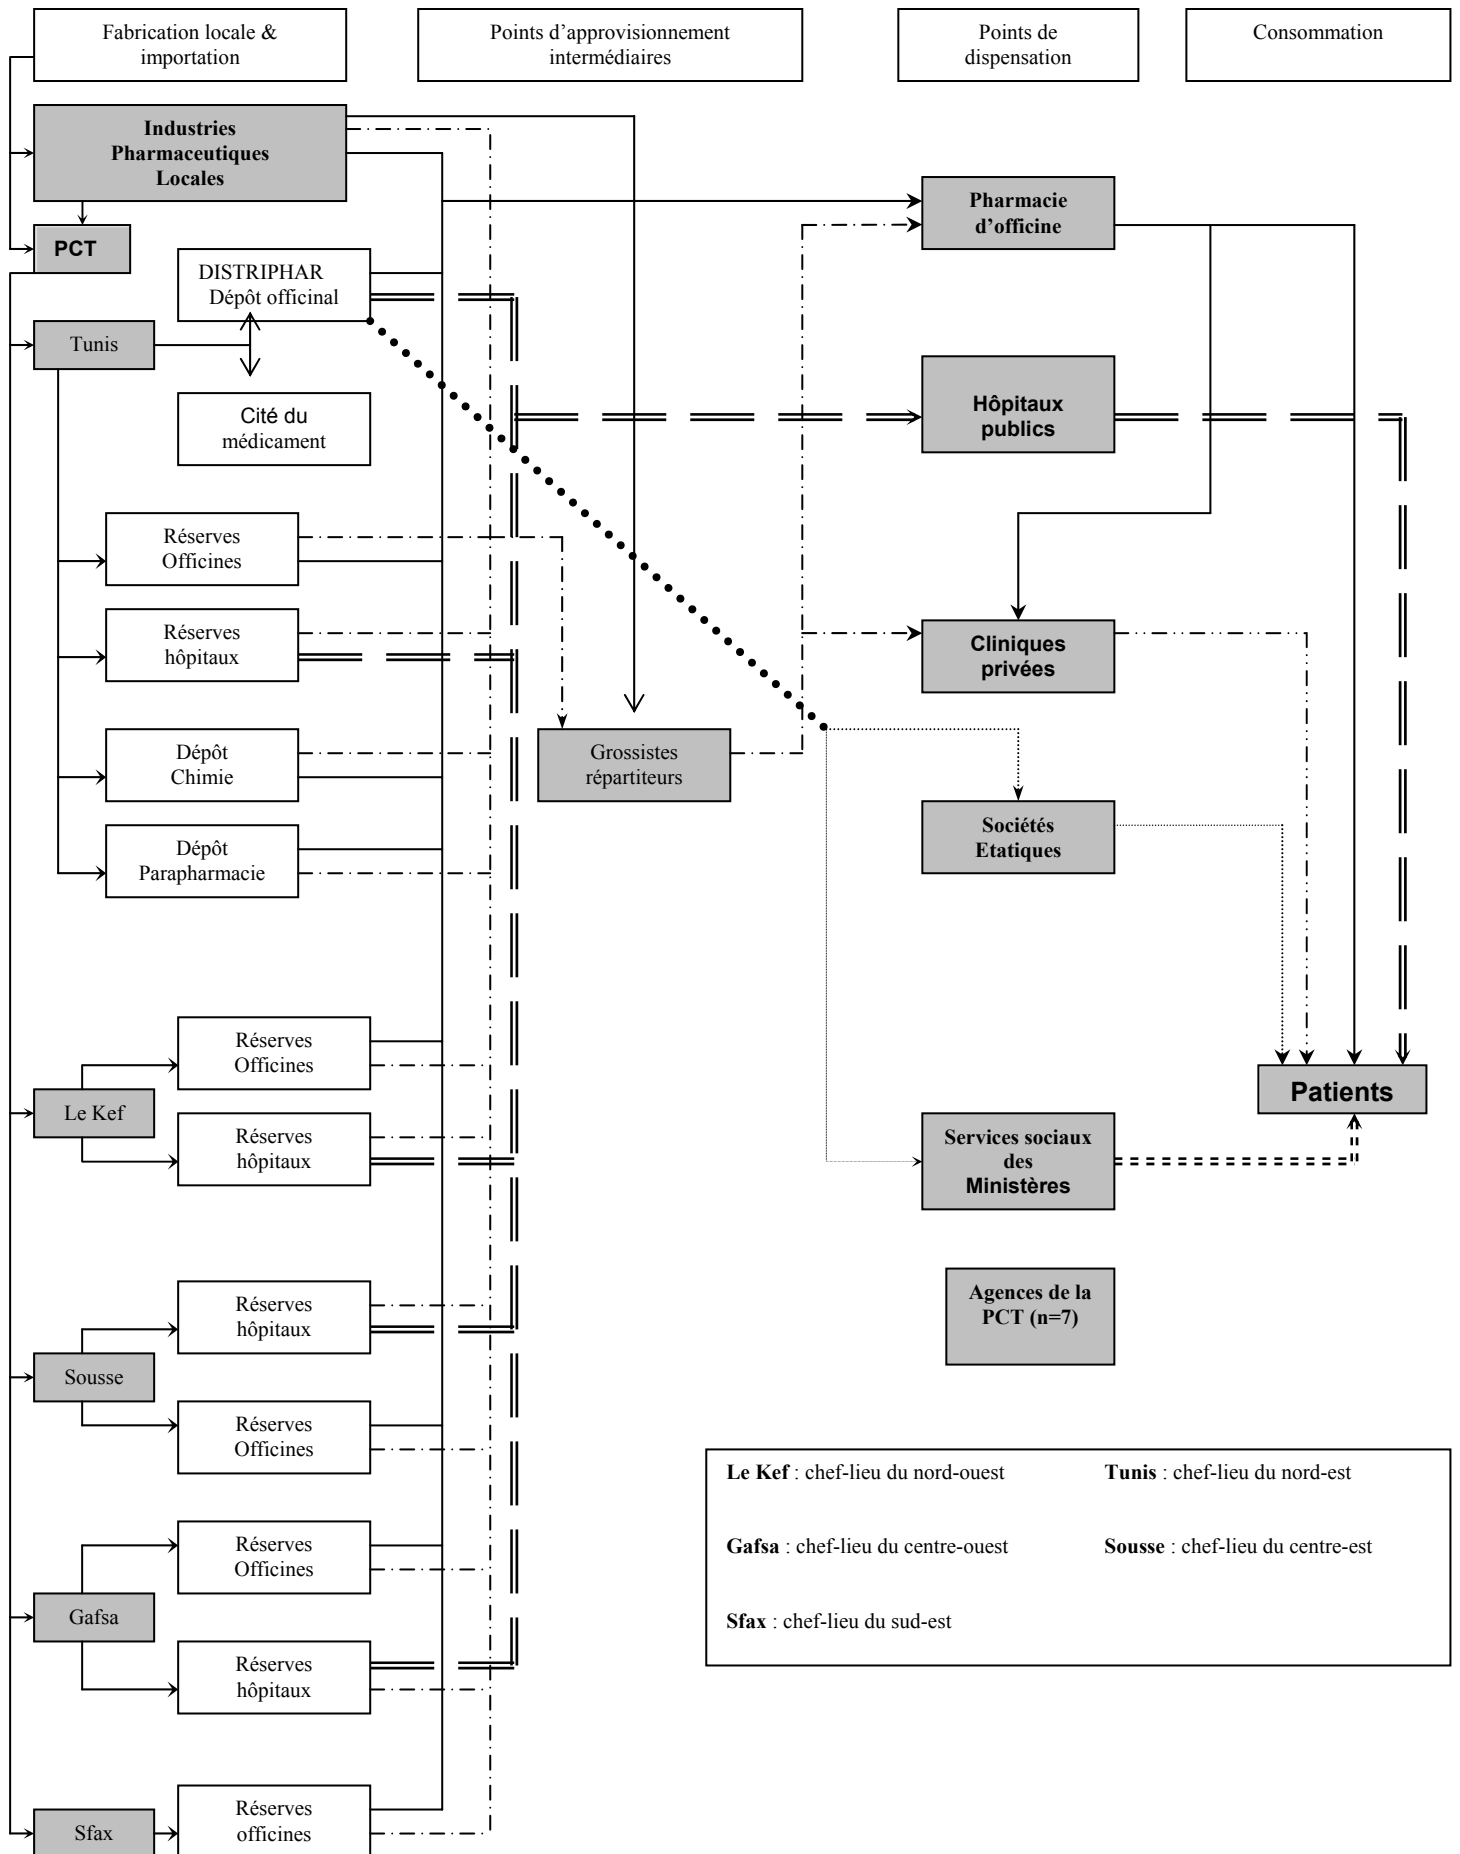 Fabrication locale &
importation
Points d’approvisionnement
intermédiaires
Points de
dispensation
Consommation
Industries
Pharmaceutiques
Locales
PCT
DISTRIPHAR
Dépôt officinal
Tunis
Cité du
médicament
Réserves
Officines
Réserves
hôpitaux
Dépôt
Chimie
Dépôt
Parapharmacie
Le Kef
Réserves
Officines
Réserves
hôpitaux
Sousse
Réserves
hôpitaux
Réserves
Officines
Gafsa
Réserves
Officines
Réserves
hôpitaux
Sfax
Réserves
officines
Grossistes
répartiteurs
Pharmacie
d’officine
Hôpitaux
publics
Cliniques
privées
Sociétés
Etatiques
Services sociaux
des
Ministères
Patients
Agences de la
PCT (n=7)
Le Kef : chef-lieu du nord-ouest
Tunis : chef-lieu du nord-est
Gafsa : chef-lieu du centre-ouest
Sousse : chef-lieu du centre-est
Sfax : chef-lieu du sud-est